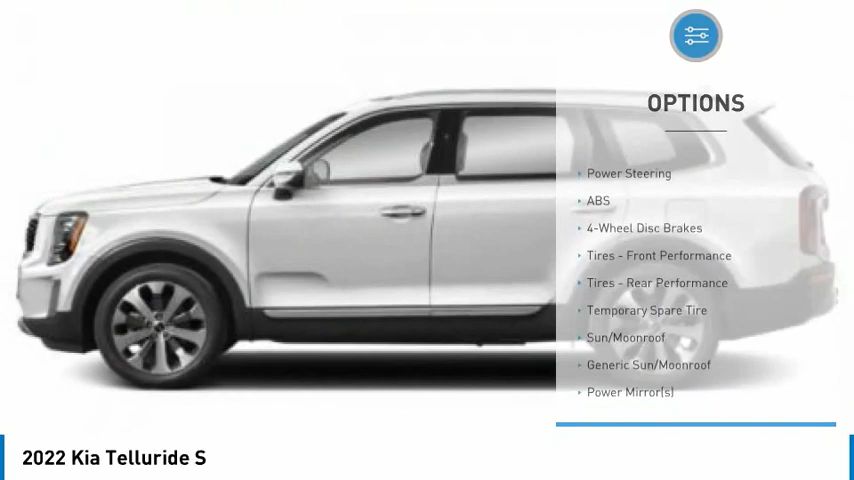 OPTIONS
Power Steering
ABS
4-Wheel Disc Brakes
Tires - Front Performance
Tires - Rear Performance
Temporary Spare Tire
Sun/Moonroof
Generic Sun/Moonroof
Power Mirror(s)
2022 Kia Telluride S